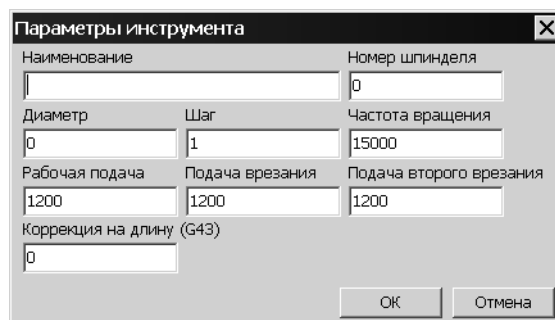 Параметры инструмента
Наименование Номер шпинделя
0
Диаметр Шаг Частота вращения
0 1 15000
Рабочая подача Подача врезания Подача второго врезания
1200 1200 1200
Коррекция на длину (G43)
0
ОК Отмена